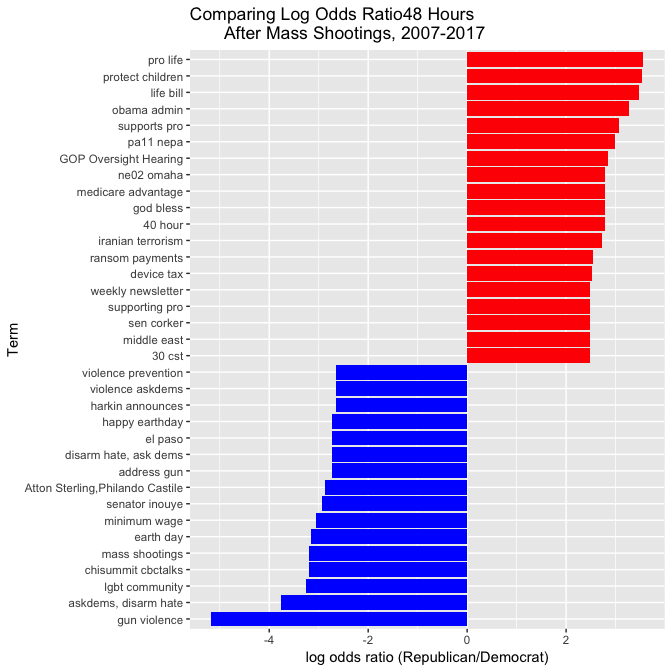 Comparing Log Odds Ratio48 Hours
After Mass Shootings, 2007-2017
Term
pro life
protect children
life bill
obama admin
supports pro
pa11 nepa
GOP Oversight Hearing
ne02 omaha
medicare advantage
god bless
40 hour
iranian terrorism
ransom payments
device tax
weekly newsletter
supporting pro
sen corker
middle east
30 cst
violence prevention
violence askdems
harkin announces
happy earthday
el paso
disarm hate, ask dems
address gun
Atton Sterling,Philando Castile
senator inouye
minimum wage
earth day
mass shootings
chisummit cbctalks
lgbt community
askdems, disarm hate
gun violence
-4 -2 0 2
log odds ratio (Republican/Democrat)